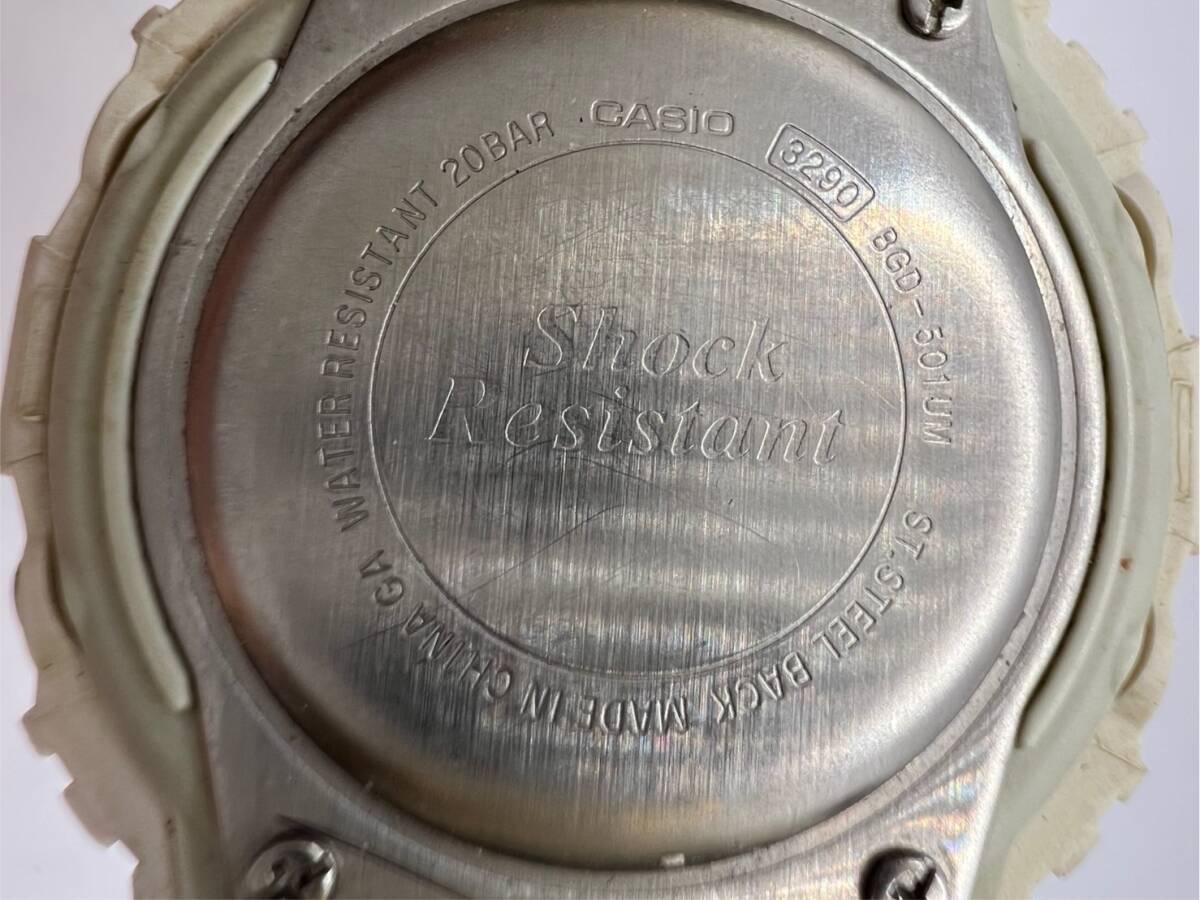 CASIO
3290 BGD-501UM ST.STEEL BACK MADE IN CHINA GA WATER RESISTANT 20BAR
Shock
Resistant